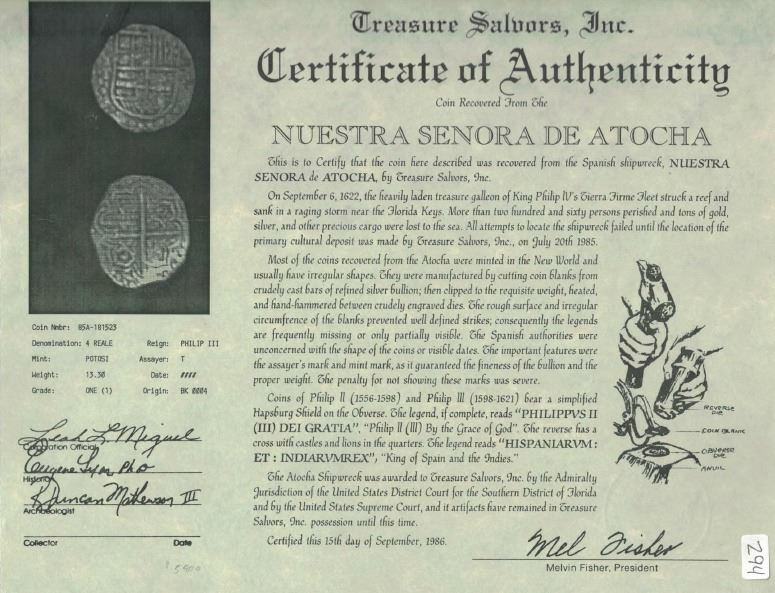 Treasure Salvors, Inc.
Certificate of Authenticity
Coin Recovered From The
NUESTRA SENORA DE ATOCHA
This is to Certify that the coin here described was recovered from the Spanish shipwreck, NUESTRA
SENORA de ATOCHA, by Treasure Salvors, Inc.
On September 6, 1622, the heavily laden treasure galleon of King Philip IV's Tierra Firme Fleet struck a reef and
sank in a raging storm near the Florida Keys. More than two hundred and sixty persons perished and tons of gold,
silver, and other precious cargo were lost to the sea. All attempts to locate the shipwreck failed until the location of the
primary cultural deposit was made by Treasure Salvors, Inc., on July 20th 1985.
Most of the coins recovered from the Atocha were minted in the New World and
usually have irregular shapes. They were manufactured by cutting coin blanks from
crudely cast bars of refined silver bullion; then clipped to the requisite weight, heated,
and hand-hammered between crudely engraved dies. The rough surface and irregular
circumfrence of the blanks prevented well defined strikes; consequently the legends
are frequently missing or only partially visible. The Spanish authorities were
unconcerned with the shape of the coins or visible dates. The important features were
the assayer's mark and mint mark, as it guaranteed the fineness of the bullion and the
proper weight. The penalty for not showing these marks was severe.
Coins of Philip II (1556-1598) and Philip III (1598-1621) bear a simplified
Hapsburg Shield on the Obverse. The legend, if complete, reads "PHILIPPVS II
(III) DEI GRATIA". "Philip II (III) By the Grace of God". The reverse has a
cross with castles and lions in the quarters. The legend reads "HISPANIARVM :
ET : INDIARVMREX", "King of Spain and the Indies."
The Atocha Shipwreck was awarded to Treasure Salvors, Inc. by the Admiralty
Jurisdiction of the United States District Court for the Southern District of Florida
and by the United States Supreme Court, and it artifacts have remained in Treasure
Salvors, Inc. possession until this time.
Certified this 15th day of September, 1986.
Mel Fisher
Melvin Fisher, President
REVERSE
DIE
COIN BLANK
OBVERSE
DIE
ANVIL
Coin Nmbr: 85A-181523
Denomination: 4 REALE Reign: PHILIP III
Mint: POTOSI Assayer: T
Weight: 13.30 Date: ####
Grade: ONE (1) Origin: BK 0004
Leah L Miguel
Corporation Official
Eugene Lyon PhD
Historian
R Duncan Mathewson III
Archaeologist
Collector Date
294